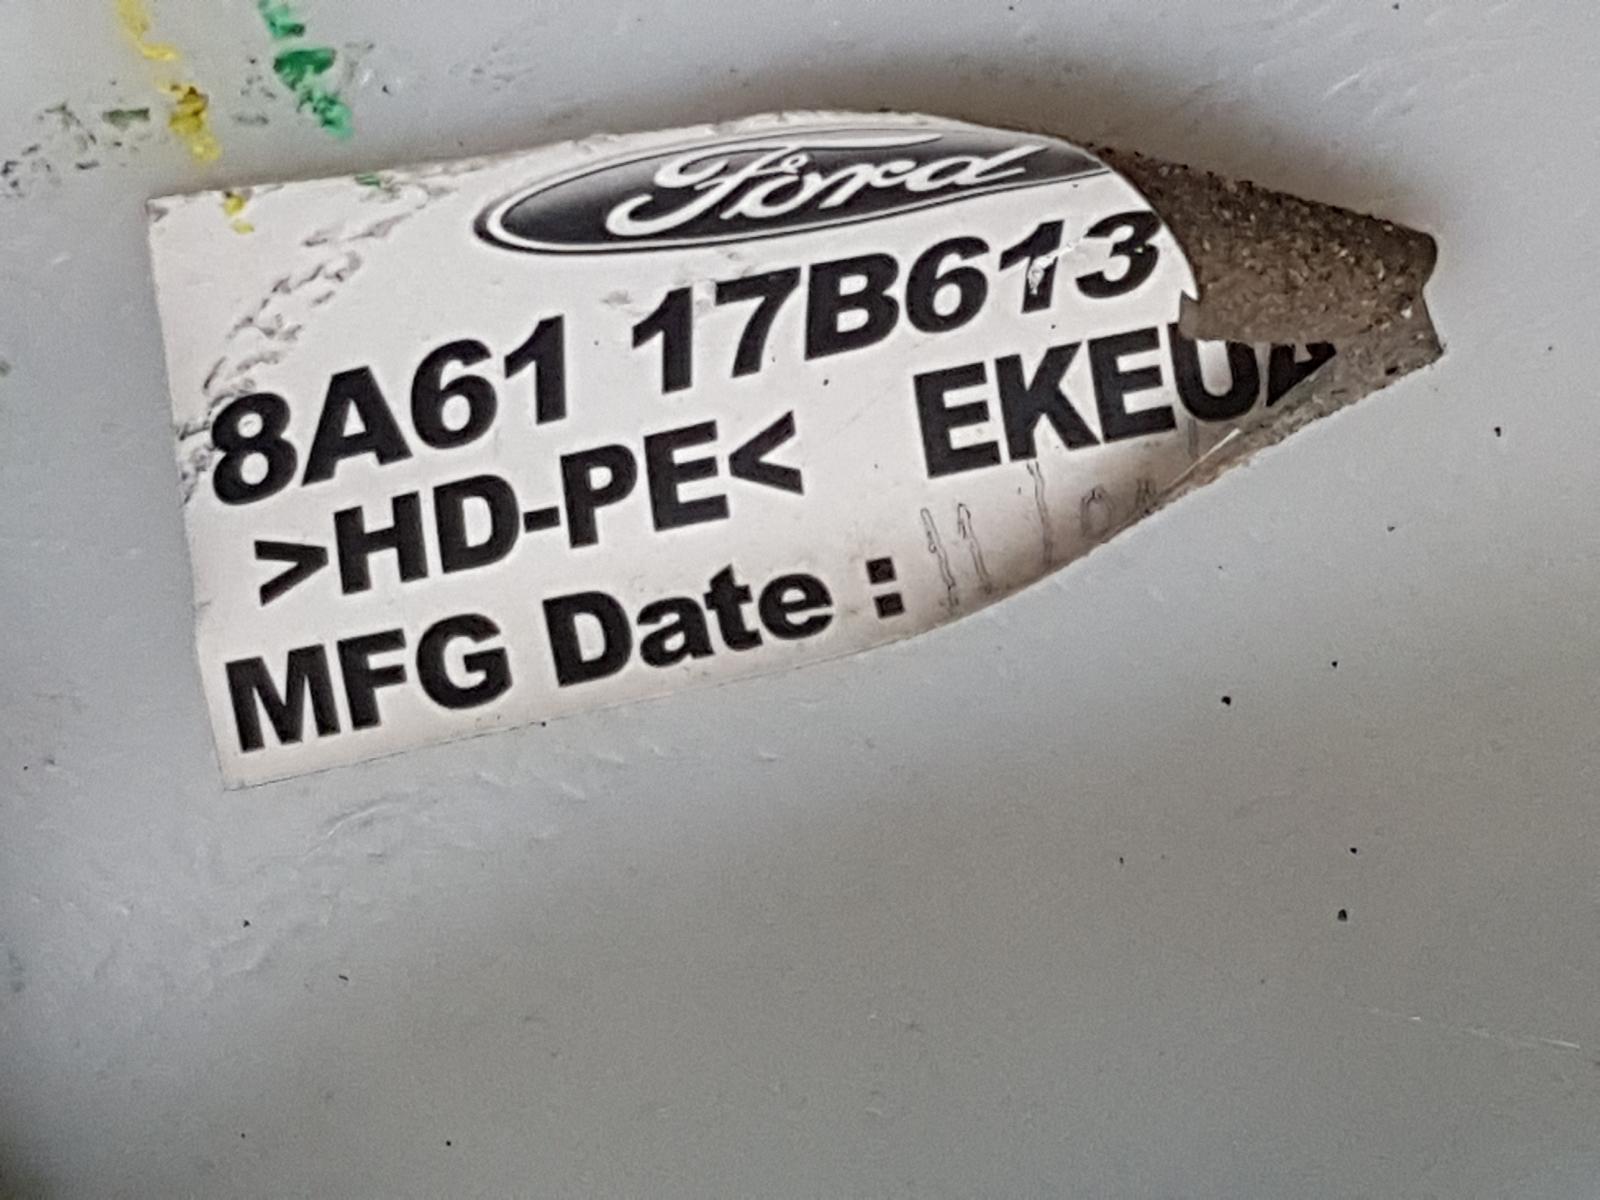 Ford
8A61 17B613
>HD-PE< 
MFG Date :